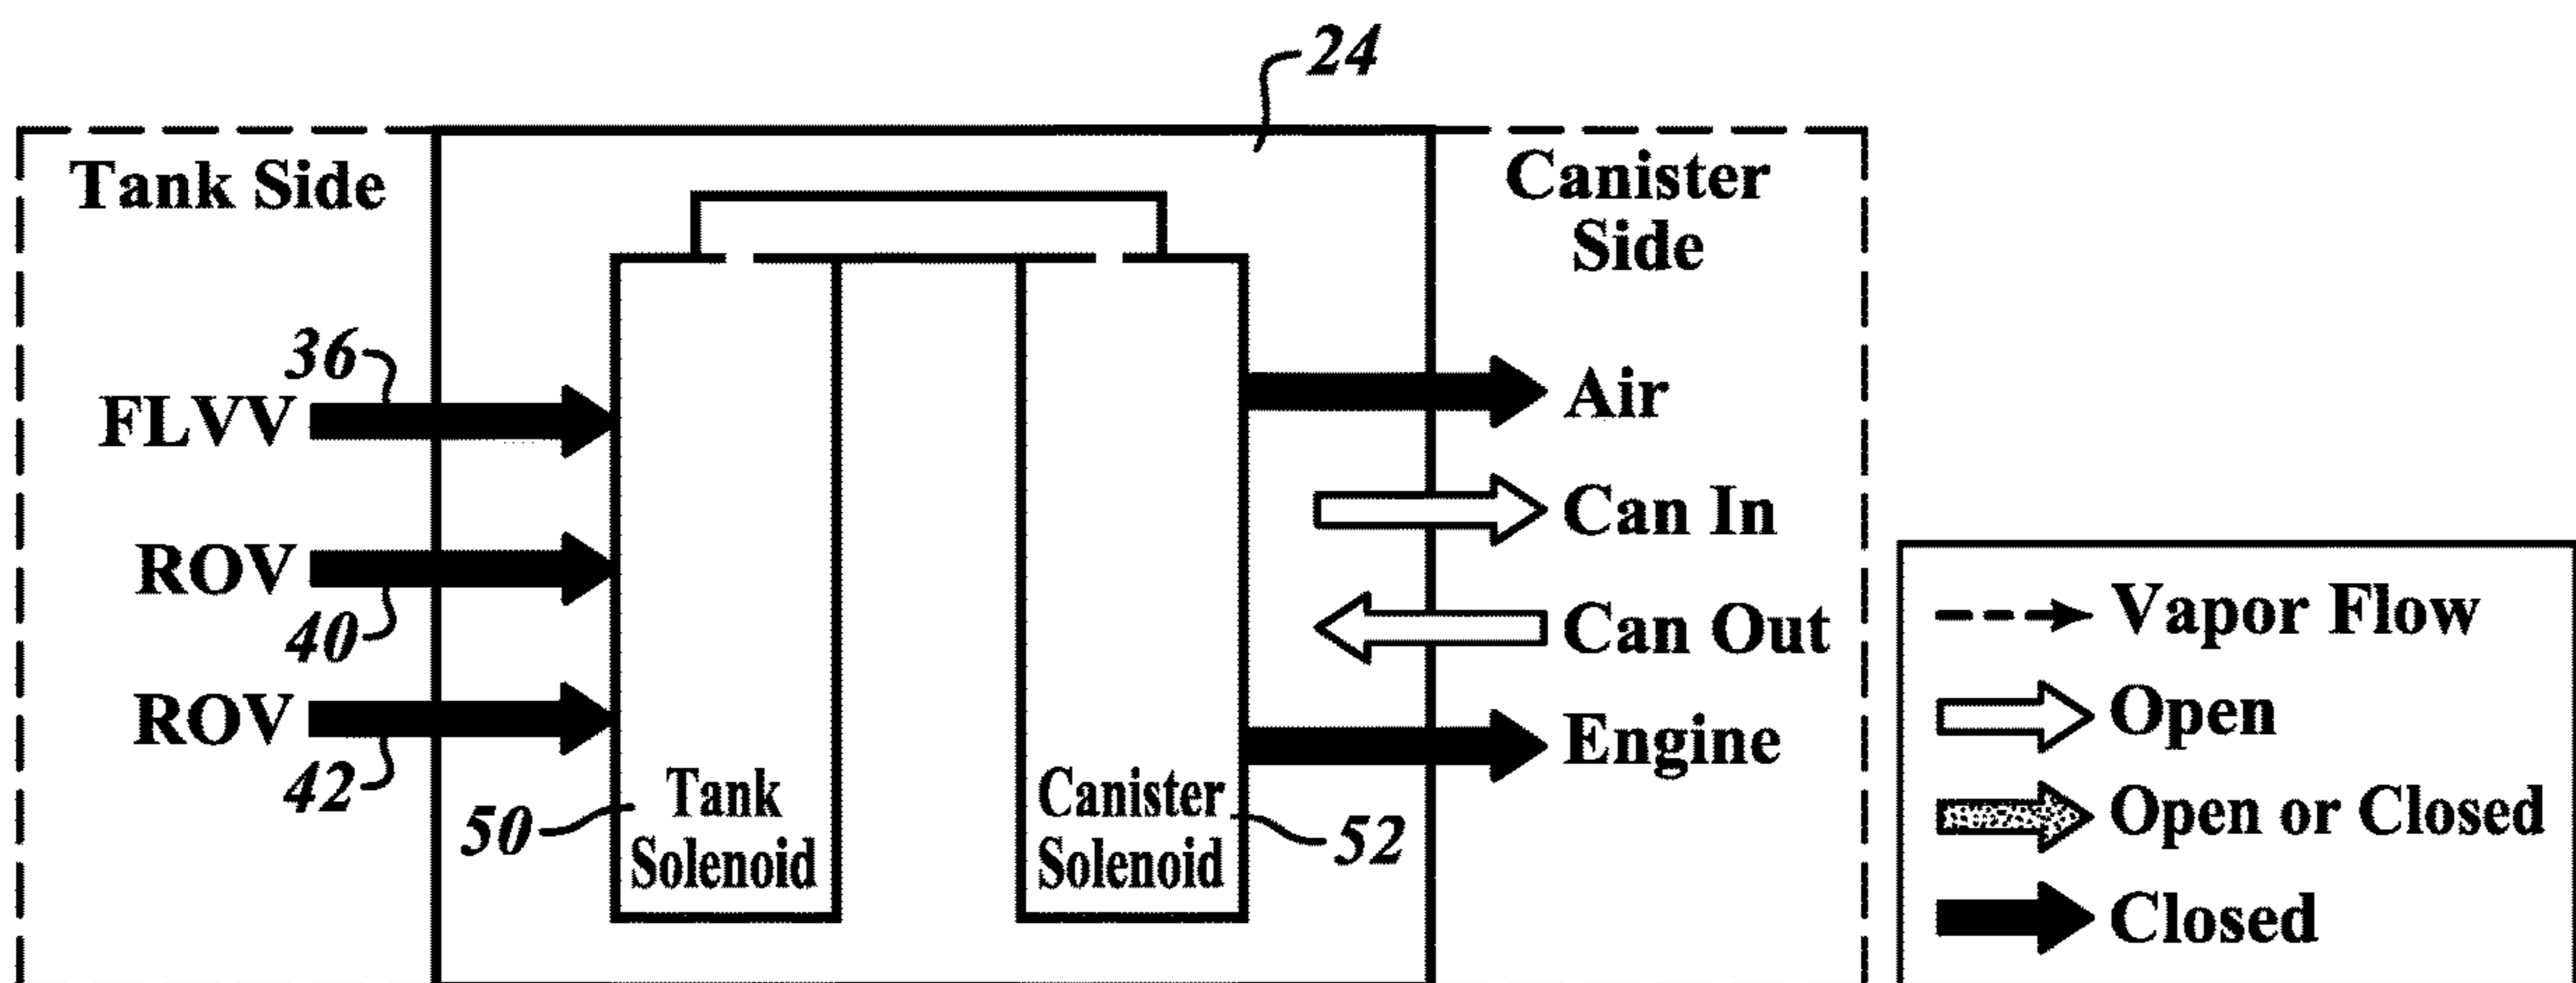 24
Tank Side
Canister
Side
36
FLVV
ROV
40
ROV
42
50
Tank
Solenoid
Canister
Solenoid
52
Air
Can In
Can Out
Engine
Vapor Flow
Open
Open or Closed
Closed